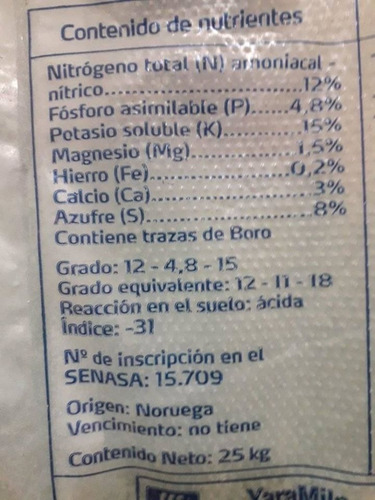 Contenido de nutrientes
Nitrógeno total (N) amoniacal -
nítrico....................12%
Fósforo asimilable (P)......4,8%
Potasio soluble (K)............15%
Magnesio (Mg)..................1,5%
Hierro (Fe)......................0,2%
Calcio (Ca)..........................3%
Azufre (S)............................8%
Contiene trazas de Boro
Grado: 12 - 4,8 - 15
Grado equivalente: 12 - 11 - 18
Reacción en el suelo: ácida
Índice: -31
Nº de inscripción en el
SENASA: 15.709
Origen: Noruega
Vencimiento: no tiene
Contenido Neto: 25 kg
YaraMila